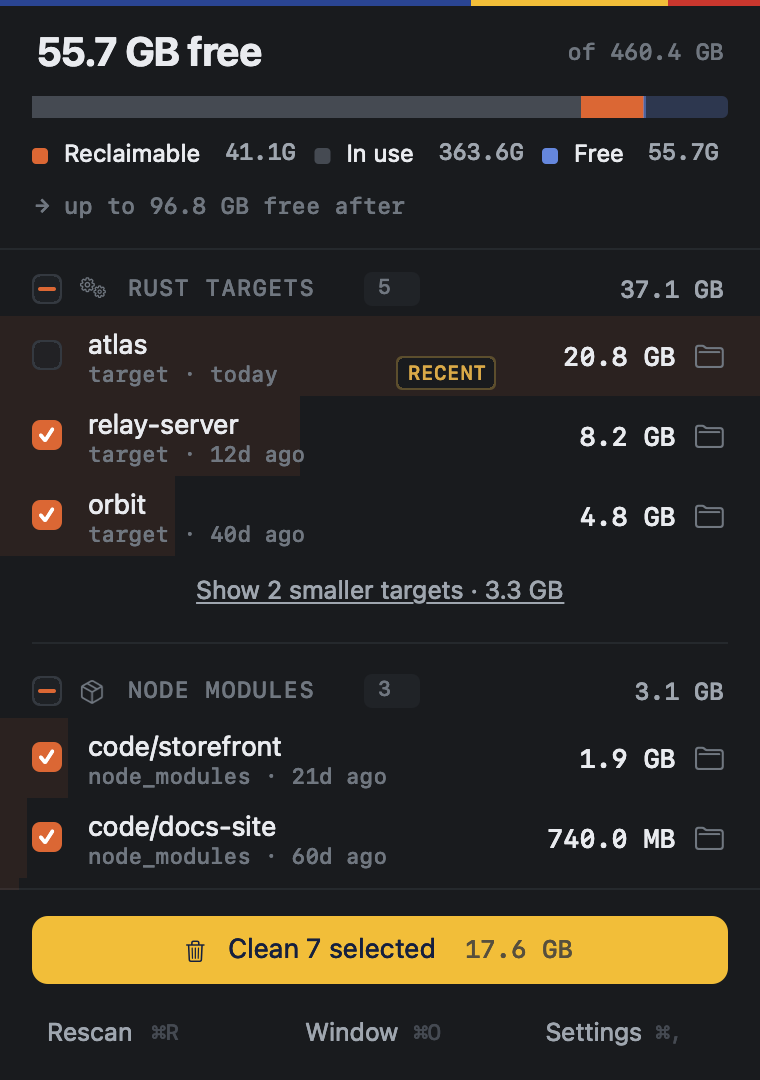 55.7 GB free of 460.4 GB
Reclaimable 41.1G In use 363.6G Free 55.7G
→ up to 96.8 GB free after
RUST TARGETS 5 37.1 GB
atlas
target · today RECENT 20.8 GB
relay-server
target · 12d ago 8.2 GB
orbit
target · 40d ago 4.8 GB
Show 2 smaller targets · 3.3 GB
NODE MODULES 3 3.1 GB
code/storefront
node_modules · 21d ago 1.9 GB
code/docs-site
node_modules · 60d ago 740.0 MB
Clean 7 selected 17.6 GB
Rescan ⌘R Window ⌘O Settings ⌘,